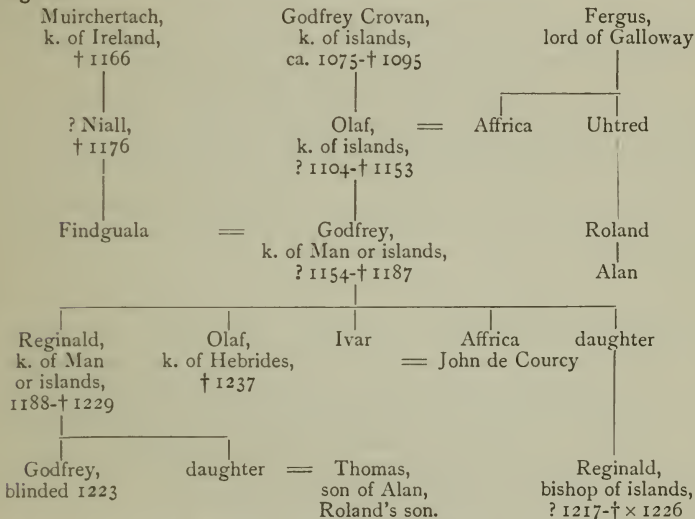 Muirchertach, Godfrey Crovan, Fergus,
k. of Ireland, k. of islands, lord of Galloway
† 1166 ca. 1075-† 1095
? Niall, Olaf, = Affrica Uhtred
† 1176 k. of islands,
? 1104-† 1153
Findguala = Godfrey, Roland
k. of Man or islands,
? 1154-† 1187 Alan
Reginald, Olaf, Ivar Affrica daughter
k. of Man k. of Hebrides, = John de Courcy
or islands, † 1237
1188-† 1229
Godfrey, daughter = Thomas, Reginald,
blinded 1223 son of Alan, bishop of islands,
Roland's son. ? 1217-† × 1226